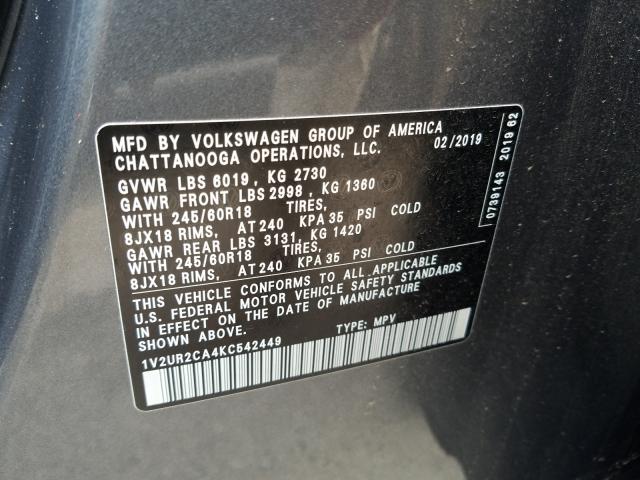 MFD BY VOLKSWAGEN GROUP OF AMERICA
CHATTANOOGA OPERATIONS, LLC. 02/2019
GVWR LBS 6019, KG 2730
GAWR FRONT LBS 2998, KG 1360
WITH 245/60R18 TIRES,
8JX18 RIMS, AT 240 KPA 35 PSI COLD
GAWR REAR LBS 3131, KG 1420
WITH 245/60R18 TIRES,
8JX18 RIMS, AT 240 KPA 35 PSI COLD
THIS VEHICLE CONFORMS TO ALL APPLICABLE
U.S. FEDERAL MOTOR VEHICLE SAFETY STANDARDS
IN EFFECT ON THE DATE OF MANUFACTURE
SHOWN ABOVE.
1V2UR2CA4KC542449 TYPE: MPV
0739143 2019 62